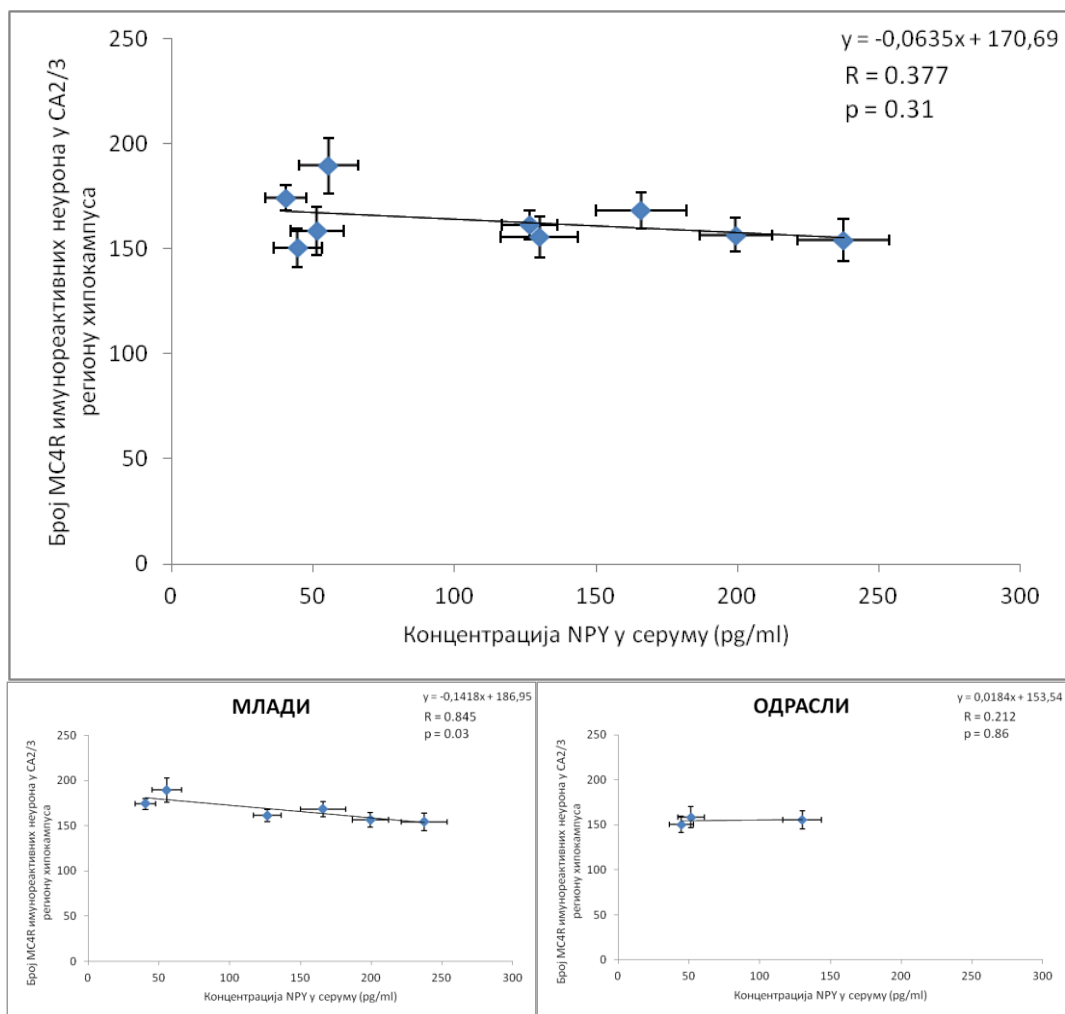 y = -0,0635x + 170,69
R = 0.377
p = 0.31
Број MC4R имунореактивних неурона у CA2/3
региону хипокампуса
250
200
150
100
50
0
0 50 100 150 200 250 300
Концентрација NPY у серуму (pg/ml)
МЛАДИ
y = -0,1418x + 186,95
R = 0.845
p = 0.03
Број MC4R имунореактивних неурона у CA2/3
региону хипокампуса
250
200
150
100
50
0
0 50 100 150 200 250 300
Концентрација NPY у серуму (pg/ml)
ОДРАСЛИ
y = 0,0184x + 153,54
R = 0.212
p = 0.86
Број MC4R имунореактивних неурона у CA2/3
региону хипокампуса
250
200
150
100
50
0
0 50 100 150 200 250 300
Концентрација NPY у серуму (pg/ml)